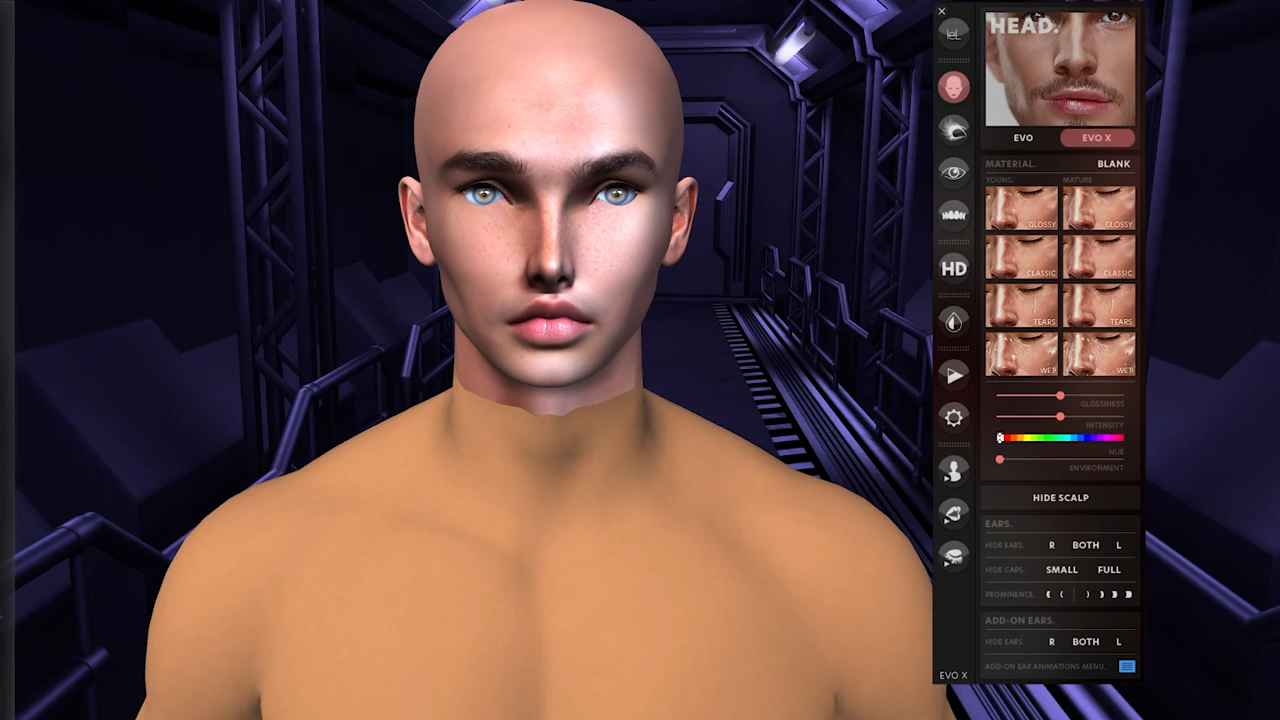 leL
HEAD.
EVO EVO X
MATERIAL. BLANK
YOUNG. MATURE
GLOSSY GLOSSY
CLASSIC CLASSIC
TEARS TEARS
WET WET
HD
GLOSSINESS
INTENSITY
HUE
ENVIRONMENT
HIDE SCALP
EARS.
HIDE EARS. R BOTH L
HIDE CAPS. SMALL FULL
PROMINENCE.
ADD-ON EARS.
HIDE EARS. R BOTH L
ADD-ON EAR ANIMATIONS MENU.
EVO X